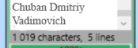 Chuban Dmitriy
Vadimovich
1 019 characters, 5 lines